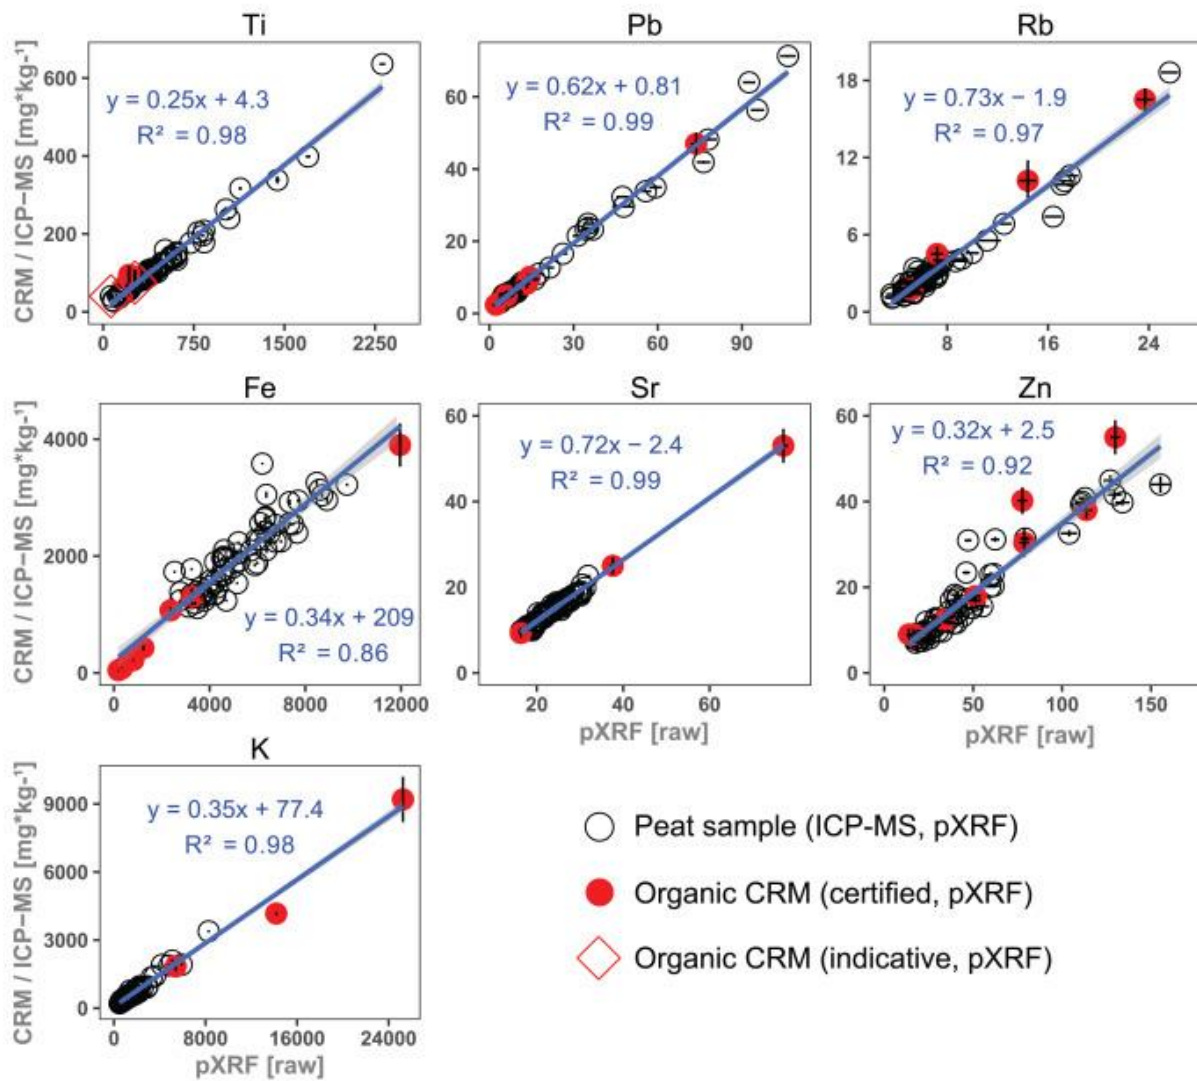 Ti
Pb
Rb
CRM / ICP−MS [mg*kg-¹]
600
400
200
0
y = 0.25x + 4.3
R² = 0.98
0
750
1500
2250
60
40
20
0
y = 0.62x + 0.81
R² = 0.99
0
30
60
90
18
12
6
0
y = 0.73x − 1.9
R² = 0.97
8
16
24
Fe
Sr
Zn
CRM / ICP−MS [mg*kg-¹]
4000
2000
0
y = 0.34x + 209
R² = 0.86
0
4000
8000
12000
60
40
20
0
y = 0.72x − 2.4
R² = 0.99
20
40
60
pXRF [raw]
60
40
20
0
y = 0.32x + 2.5
R² = 0.92
0
50
100
150
pXRF [raw]
K
CRM / ICP−MS [mg*kg-¹]
9000
6000
3000
0
y = 0.35x + 77.4
R² = 0.98
0
8000
16000
24000
pXRF [raw]
Peat sample (ICP-MS, pXRF)
Organic CRM (certified, pXRF)
Organic CRM (indicative, pXRF)